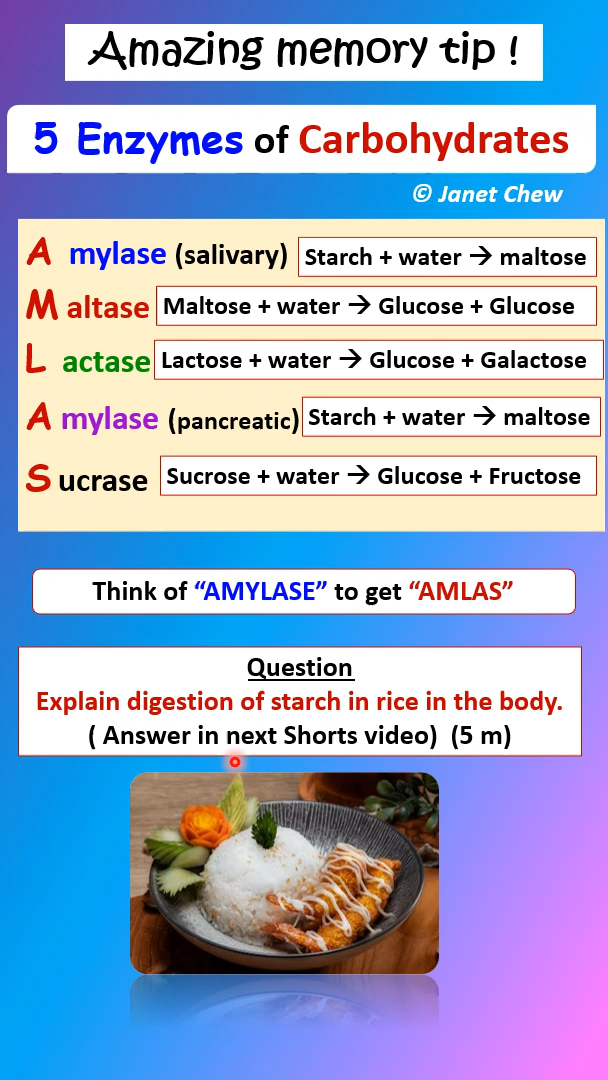 Amazing memory tip !
5 Enzymes of Carbohydrates
© Janet Chew
A mylase (salivary) Starch + water → maltose
M altase Maltose + water → Glucose + Glucose
L actase Lactose + water → Glucose + Galactose
A mylase (pancreatic) Starch + water → maltose
S ucrase Sucrose + water → Glucose + Fructose
Think of “AMYLASE” to get “AMLAS”
Question
Explain digestion of starch in rice in the body.
( Answer in next Shorts video) (5 m)